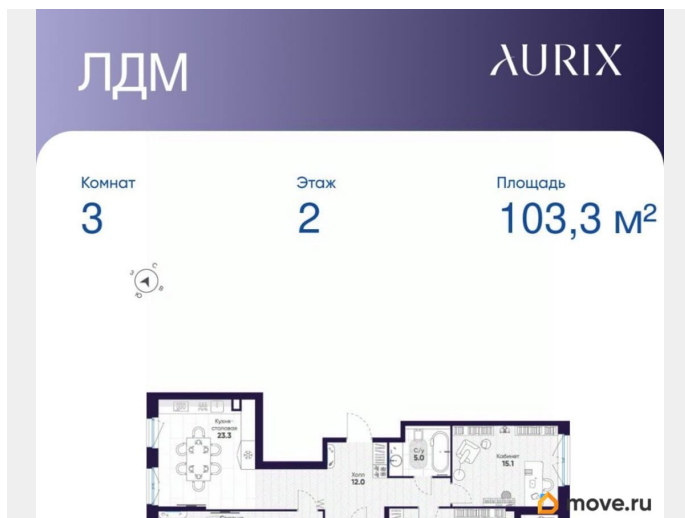 ЛДМ
AURIX
Комнат Этаж Площадь
3 2 103,3 м²
С
З
В
Ю
Кухня-
столовая
23.3
С/у
5.0
Кабинет
15.1
Холл
12.0
move.ru